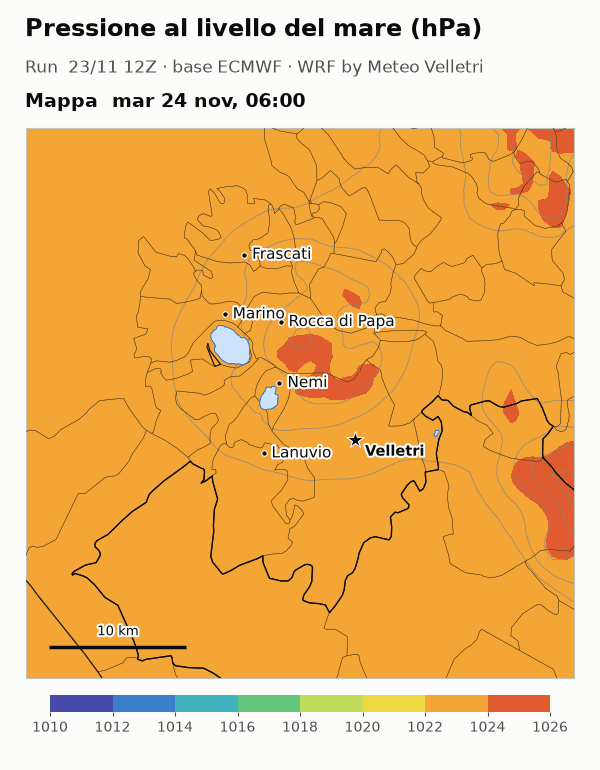 Pressione al livello del mare (hPa)
Run  23/11 12Z · base ECMWF · WRF by Meteo Velletri
Mappa  mar 24 nov, 06:00
Frascati
Marino
Rocca di Papa
Nemi
Velletri
Lanuvio
10 km
1010 1012 1014 1016 1018 1020 1022 1024 1026